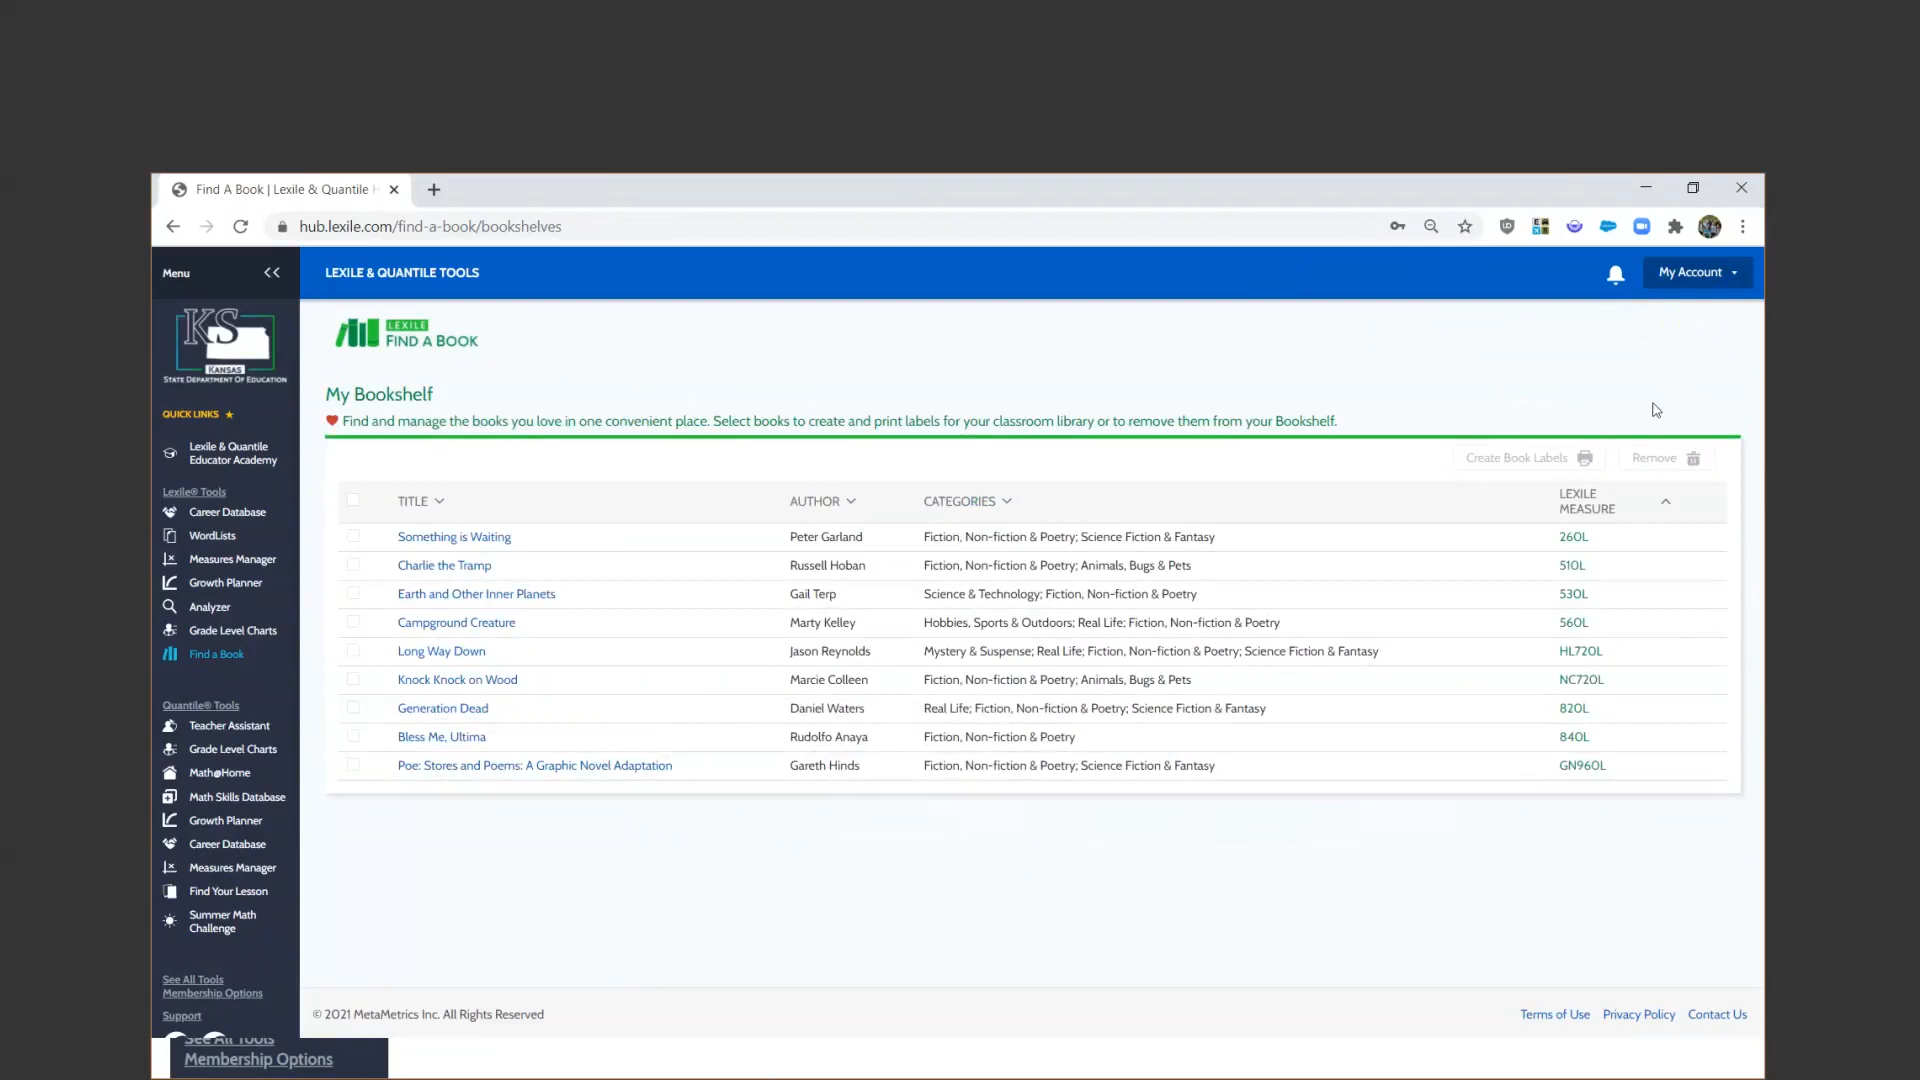 Find A Book | Lexile & Quantile H
hub.lexile.com/find-a-book/bookshelves
Menu
LEXILE & QUANTILE TOOLS
My Account
KS
KANSAS
STATE DEPARTMENT OF EDUCATION
QUICK LINKS
Lexile & Quantile
Educator Academy
Lexile® Tools
Career Database
WordLists
Measures Manager
Growth Planner
Analyzer
Grade Level Charts
Find a Book
Quantile® Tools
Teacher Assistant
Grade Level Charts
Math@Home
Math Skills Database
Growth Planner
Career Database
Measures Manager
Find Your Lesson
Summer Math
Challenge
See All Tools
Membership Options
Support
See All Tools
Membership Options
LEXILE
FIND A BOOK
My Bookshelf
Find and manage the books you love in one convenient place. Select books to create and print labels for your classroom library or to remove them from your Bookshelf.
Create Book Labels Remove
TITLE AUTHOR CATEGORIES LEXILE MEASURE
Something is Waiting Peter Garland Fiction, Non-fiction & Poetry; Science Fiction & Fantasy 260L
Charlie the Tramp Russell Hoban Fiction, Non-fiction & Poetry; Animals, Bugs & Pets 510L
Earth and Other Inner Planets Gail Terp Science & Technology; Fiction, Non-fiction & Poetry 530L
Campground Creature Marty Kelley Hobbies, Sports & Outdoors; Real Life; Fiction, Non-fiction & Poetry 560L
Long Way Down Jason Reynolds Mystery & Suspense; Real Life; Fiction, Non-fiction & Poetry; Science Fiction & Fantasy HL720L
Knock Knock on Wood Marcie Colleen Fiction, Non-fiction & Poetry; Animals, Bugs & Pets NC720L
Generation Dead Daniel Waters Real Life; Fiction, Non-fiction & Poetry; Science Fiction & Fantasy 820L
Bless Me, Ultima Rudolfo Anaya Fiction, Non-fiction & Poetry 840L
Poe: Stores and Poems: A Graphic Novel Adaptation Gareth Hinds Fiction, Non-fiction & Poetry; Science Fiction & Fantasy GN960L
© 2021 MetaMetrics Inc. All Rights Reserved
Terms of Use Privacy Policy Contact Us